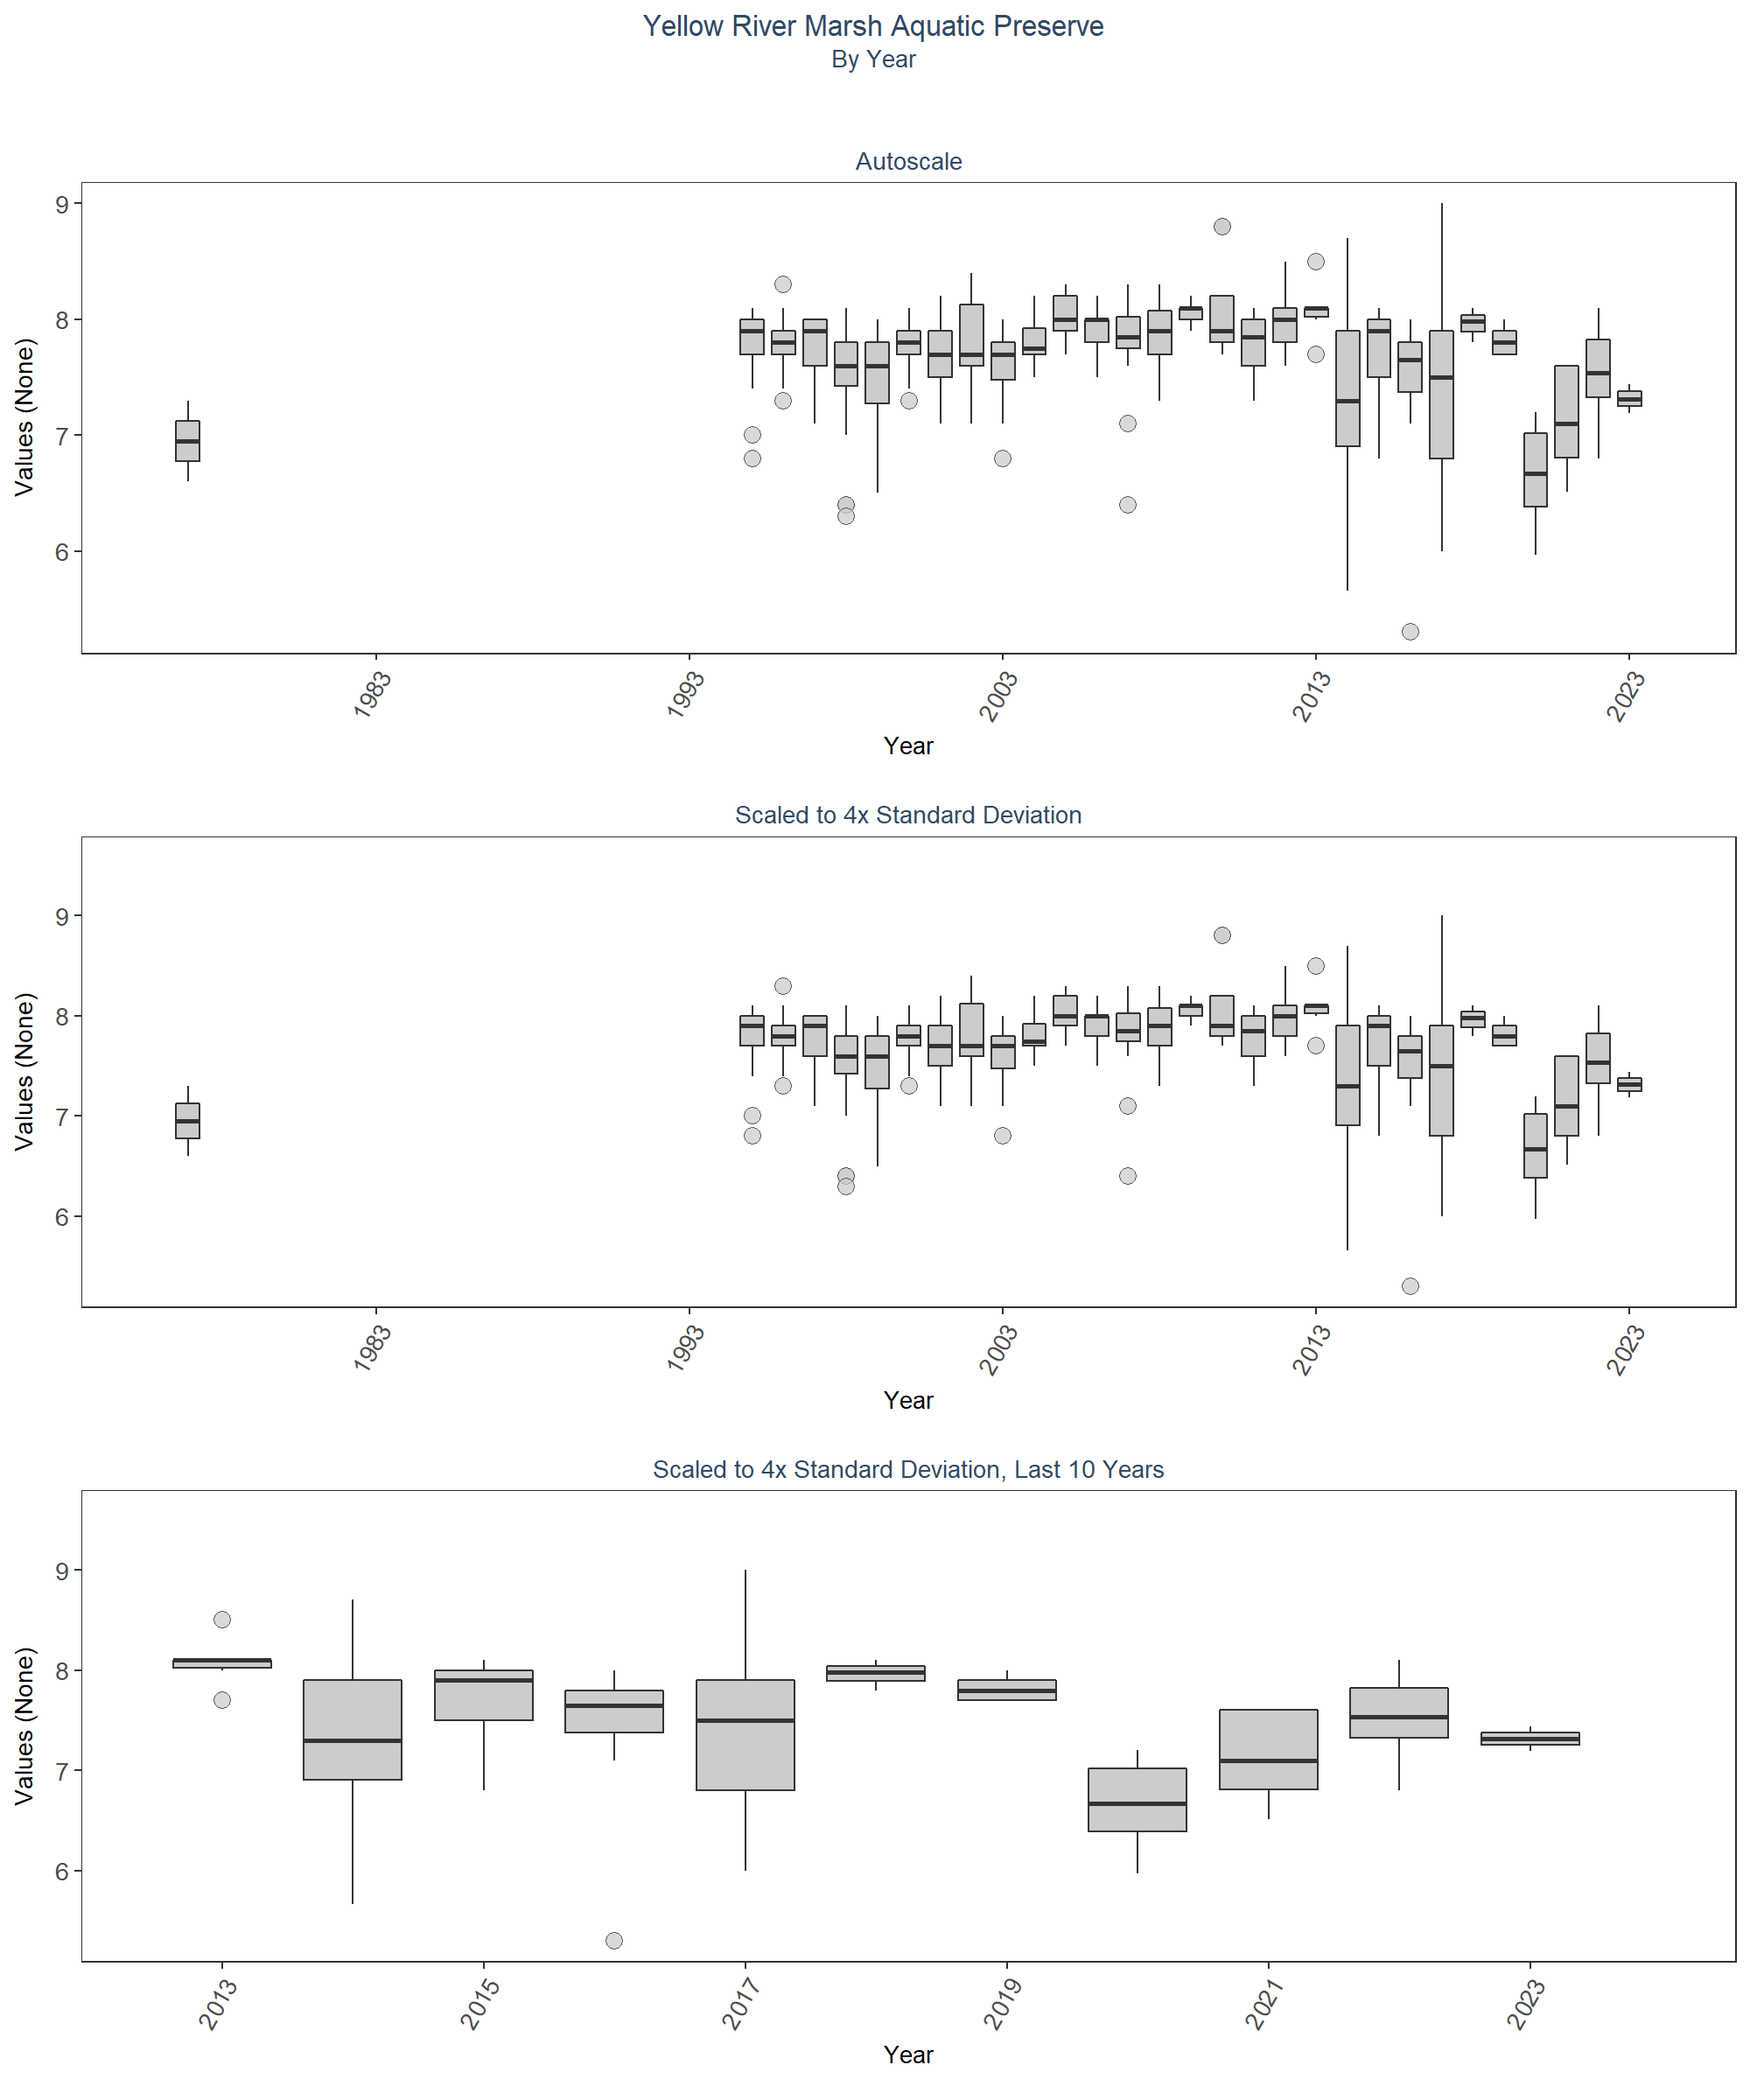 Yellow River Marsh Aquatic Preserve
By Year
Autoscale
Values (None)
9
8
7
6
1983
1993
2003
2013
2023
Year
Scaled to 4x Standard Deviation
Values (None)
9
8
7
6
1983
1993
2003
2013
2023
Year
Scaled to 4x Standard Deviation, Last 10 Years
Values (None)
9
8
7
6
2013
2015
2017
2019
2021
2023
Year